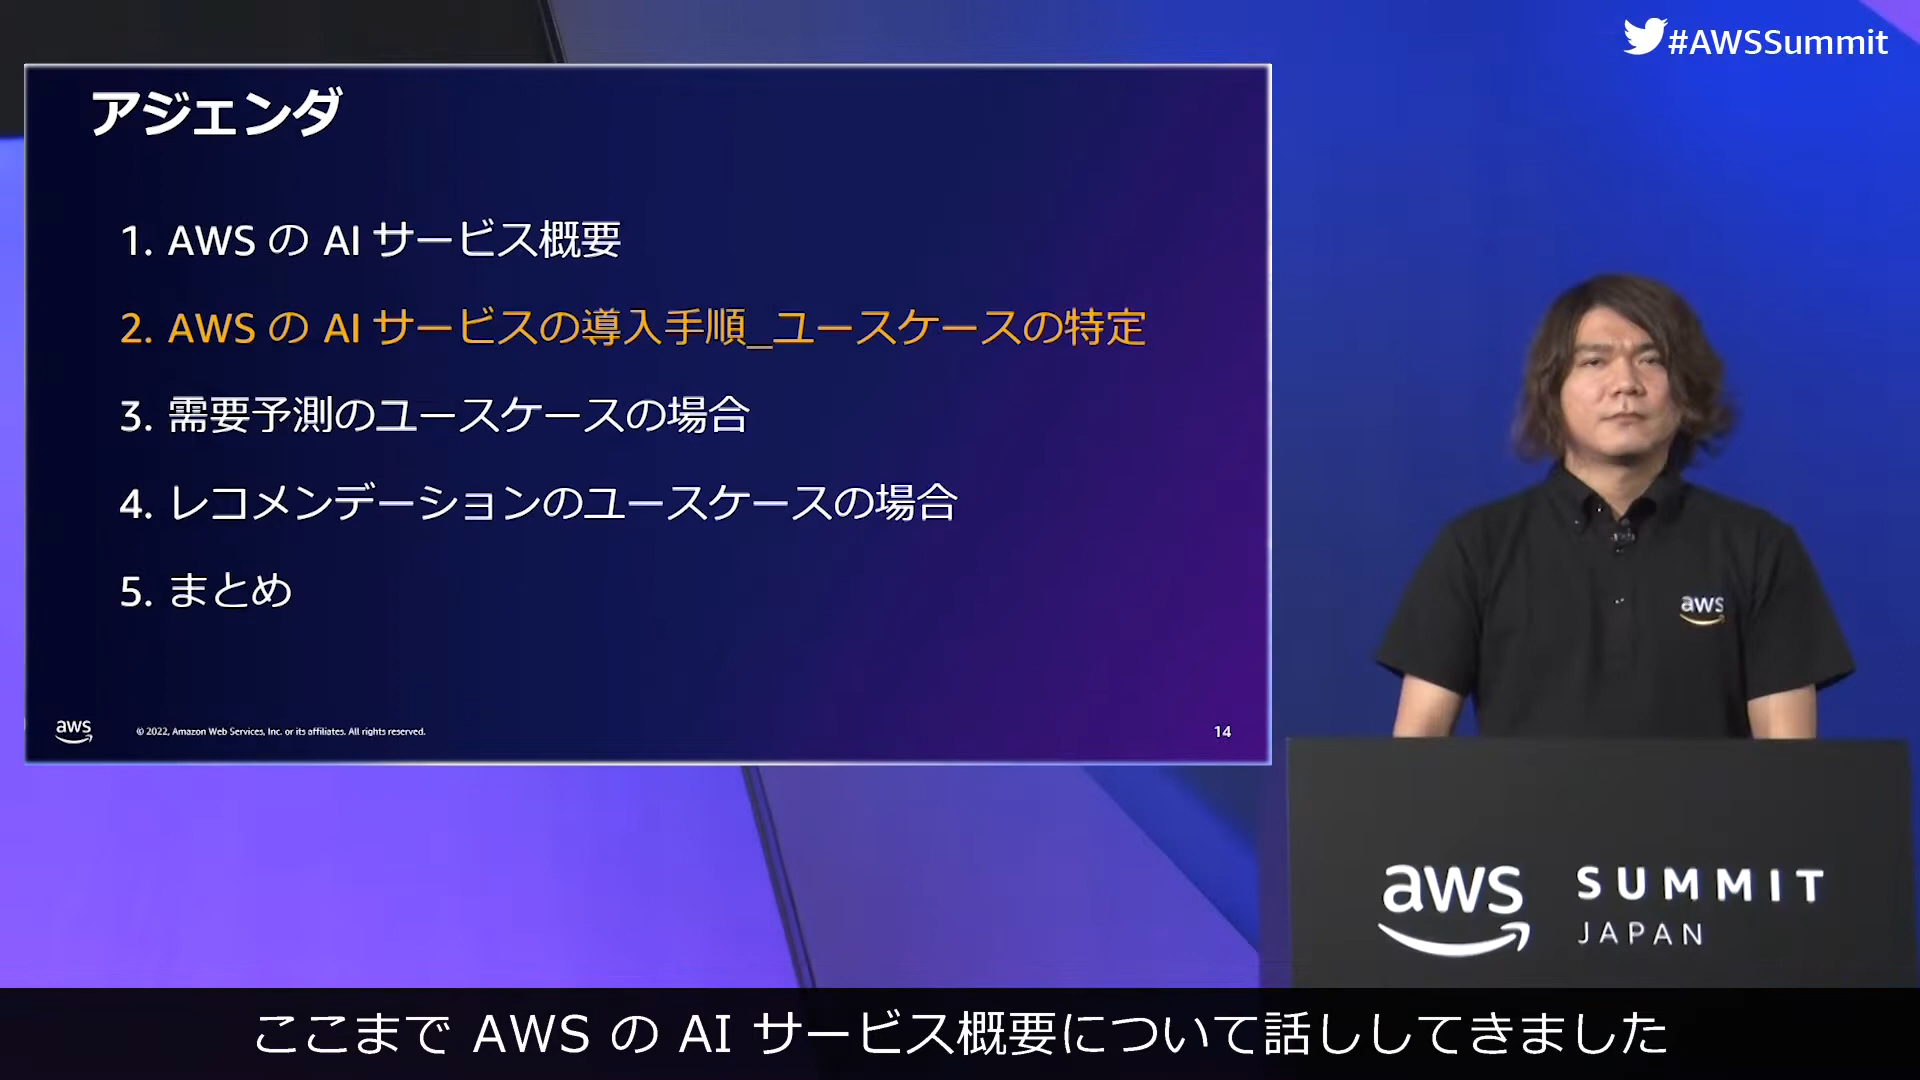 #AWSSummit
アジェンダ
1. AWS の AI サービス概要
2. AWS の AI サービスの導入手順_ユースケースの特定
3. 需要予測のユースケースの場合
4. レコメンデーションのユースケースの場合
5. まとめ
aws
© 2022, Amazon Web Services, Inc. or its affiliates. All rights reserved.
14
aws
aws SUMMIT
JAPAN
ここまで AWS の AI サービス概要について話ししてきました